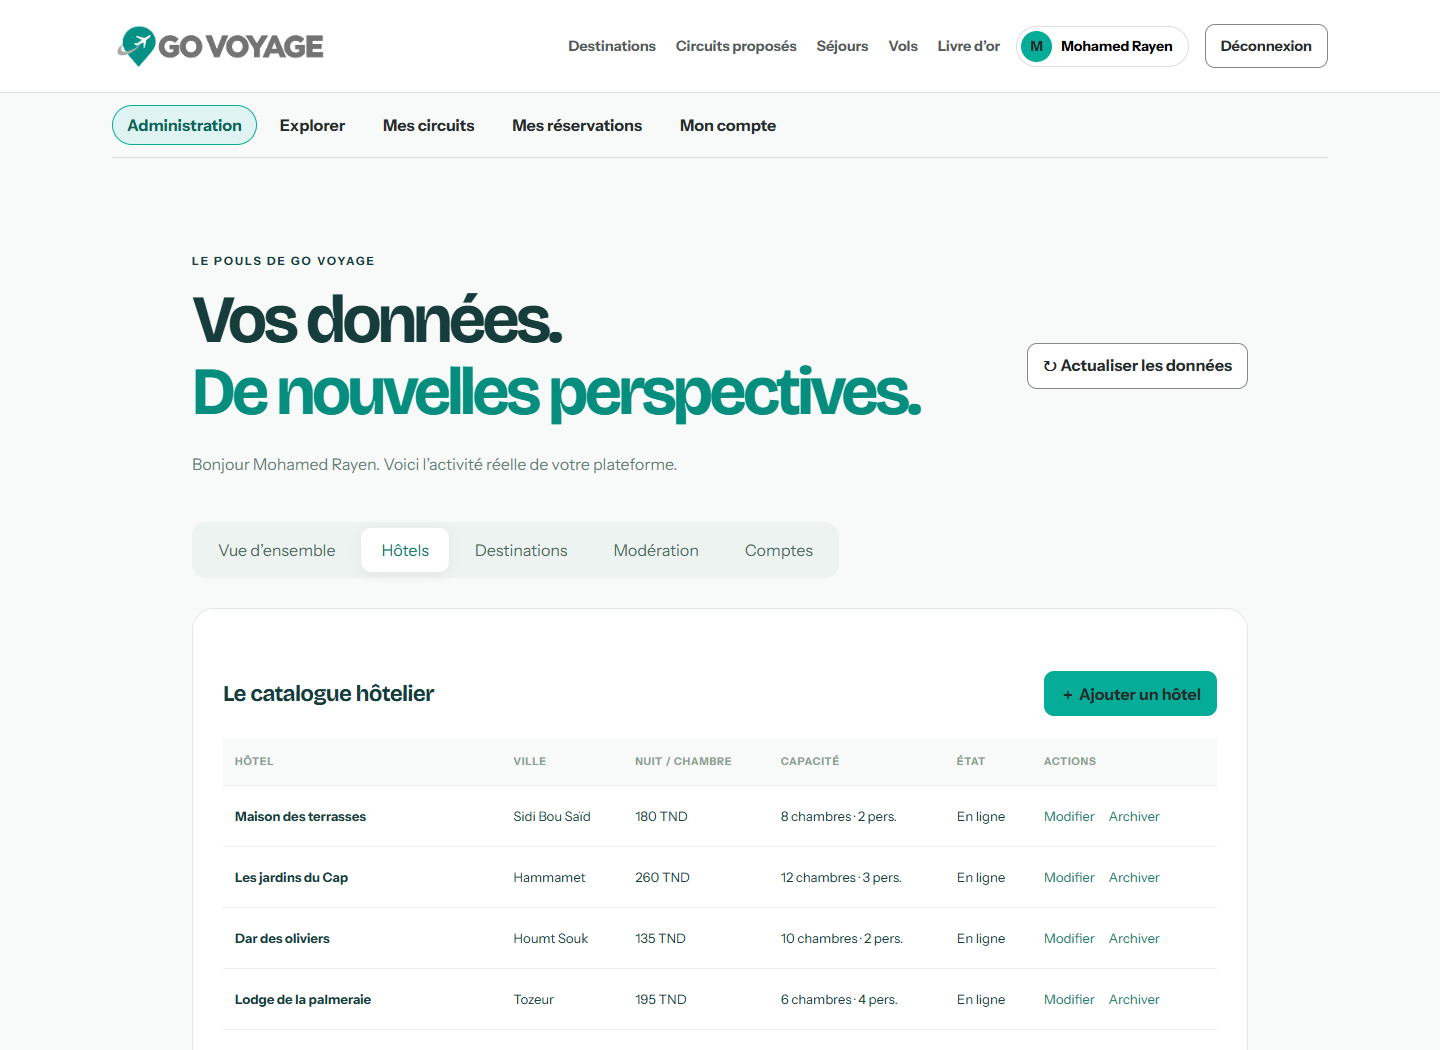 GO VOYAGE
Destinations Circuits proposés Séjours Vols Livre d’or M Mohamed Rayen Déconnexion
Administration Explorer Mes circuits Mes réservations Mon compte
LE POULS DE GO VOYAGE
Vos données.
De nouvelles perspectives.
↻ Actualiser les données
Bonjour Mohamed Rayen. Voici l’activité réelle de votre plateforme.
Vue d’ensemble Hôtels Destinations Modération Comptes
Le catalogue hôtelier
+ Ajouter un hôtel
HÔTEL VILLE NUIT / CHAMBRE CAPACITÉ ÉTAT ACTIONS
Maison des terrasses Sidi Bou Saïd 180 TND 8 chambres · 2 pers. En ligne Modifier Archiver
Les jardins du Cap Hammamet 260 TND 12 chambres · 3 pers. En ligne Modifier Archiver
Dar des oliviers Houmt Souk 135 TND 10 chambres · 2 pers. En ligne Modifier Archiver
Lodge de la palmeraie Tozeur 195 TND 6 chambres · 4 pers. En ligne Modifier Archiver